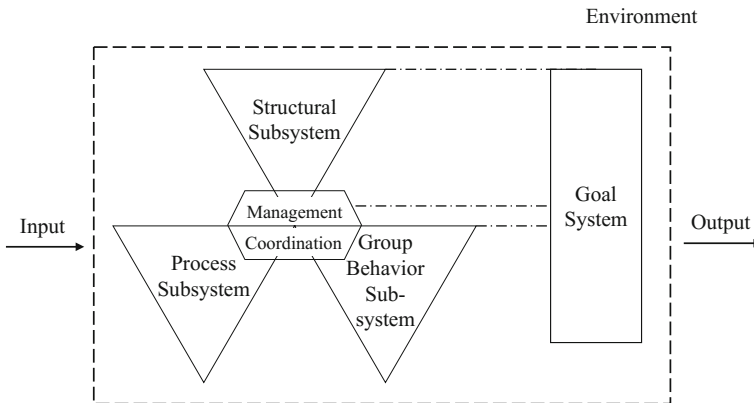 Environment
Structural
Subsystem
Management
Coordination
Process
Subsystem
Group
Behavior
Sub-
system
Goal
System
Input
Output